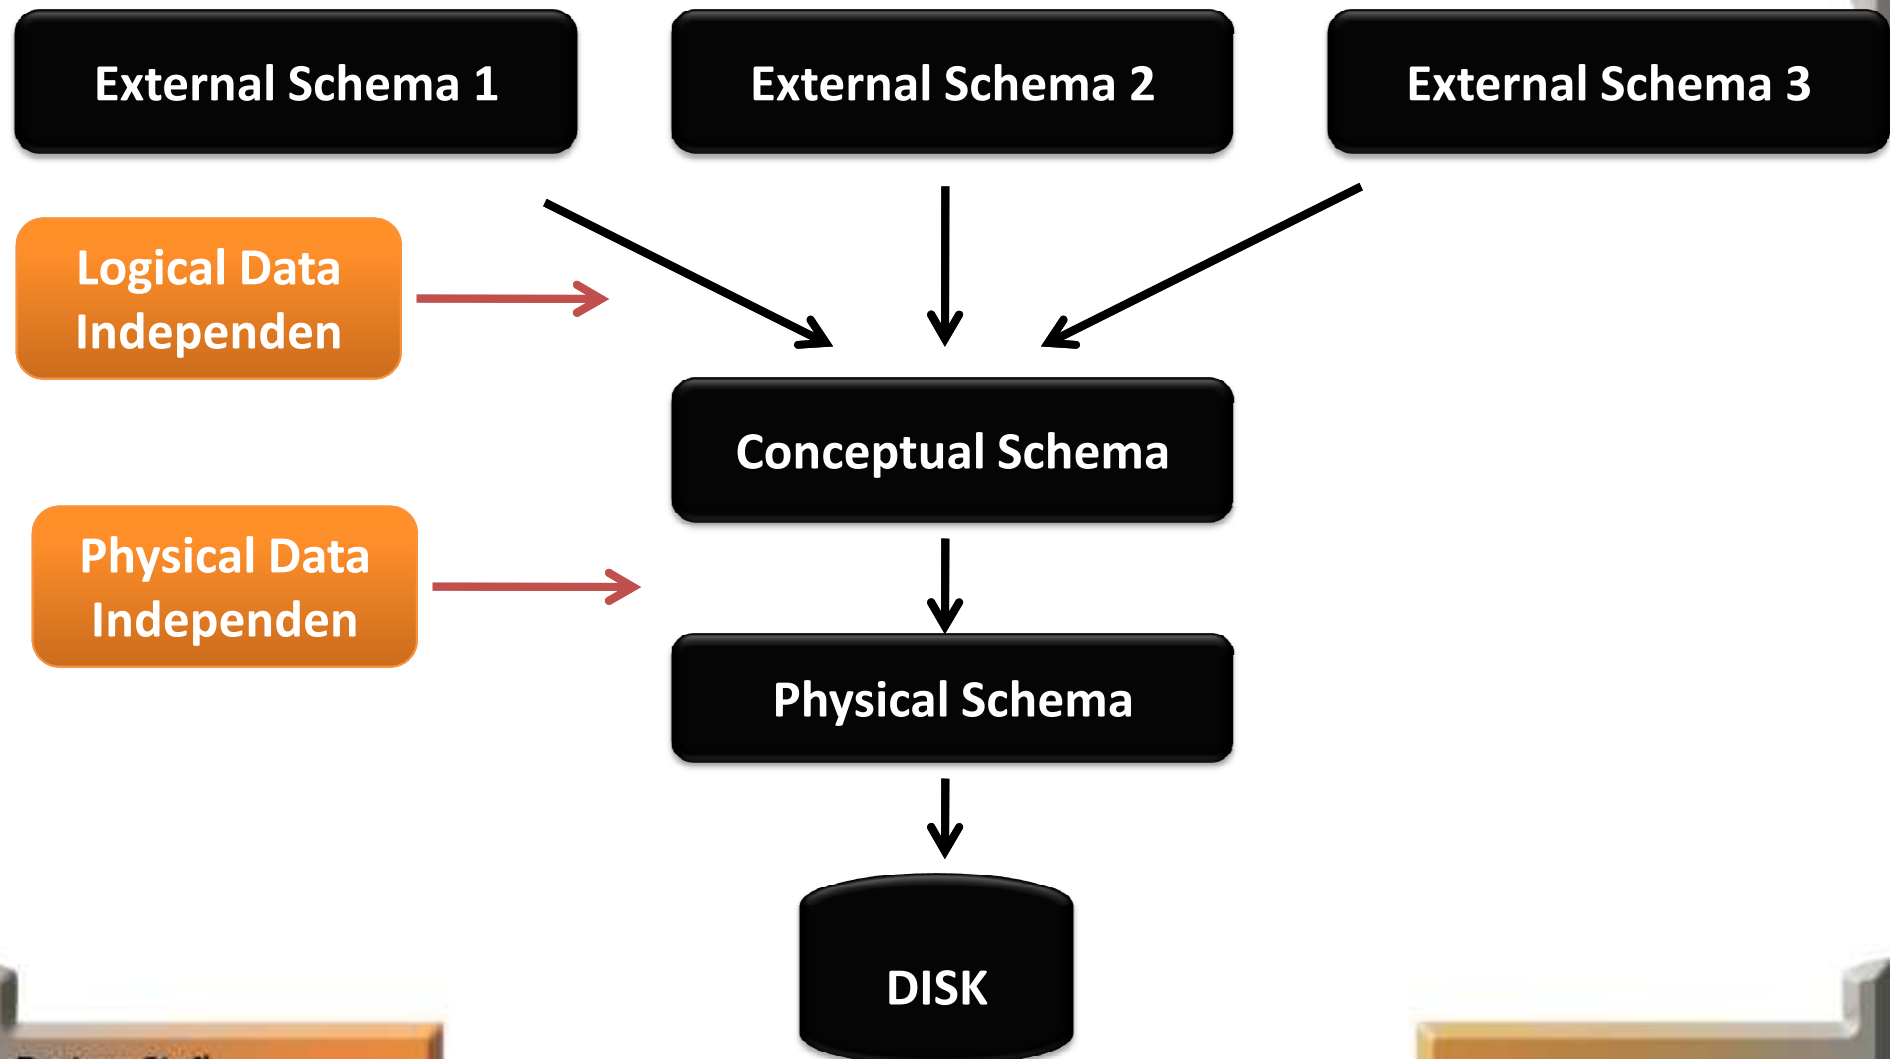 External Schema 1
External Schema 2
External Schema 3
Logical Data
Independen
Conceptual Schema
Physical Data
Independen
Physical Schema
DISK